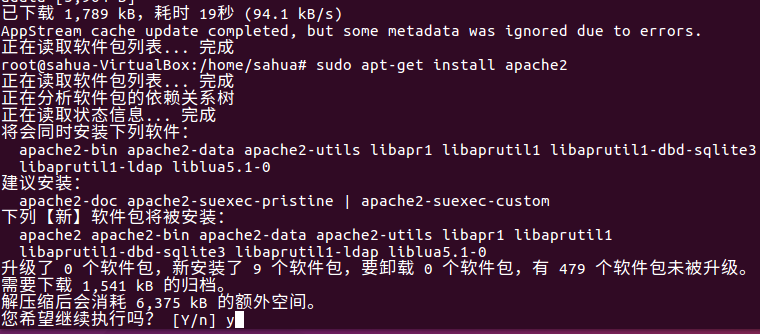 已下载 1,789 kB，耗时 19秒 (94.1 kB/s)
AppStream cache update completed, but some metadata was ignored due to errors.
正在读取软件包列表... 完成
root@sahua-VirtualBox:/home/sahua# sudo apt-get install apache2
正在读取软件包列表... 完成
正在分析软件包的依赖关系树
正在读取状态信息... 完成
将会同时安装下列软件：
apache2-bin apache2-data apache2-utils libapr1 libaprutil1 libaprutil1-dbd-sqlite3
libaprutil1-ldap liblua5.1-0
建议安装：
apache2-doc apache2-suexec-pristine | apache2-suexec-custom
下列【新】软件包将被安装：
apache2 apache2-bin apache2-data apache2-utils libapr1 libaprutil1
libaprutil1-dbd-sqlite3 libaprutil1-ldap liblua5.1-0
升级了 0 个软件包，新安装了 9 个软件包，要卸载 0 个软件包，有 479 个软件包未被升级。
需要下载 1,541 kB 的归档。
解压缩后会消耗 6,375 kB 的额外空间。
您希望继续执行吗？ [Y/n] y